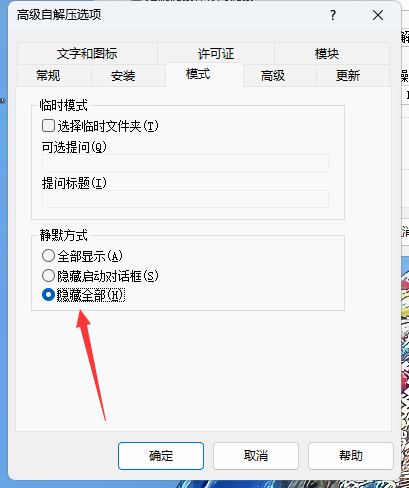 高级自解压选项
文字和图标 许可证 模块
常规 安装 模式 高级 更新
临时模式
选择临时文件夹(T)
可选提问(Q)
提问标题(I)
静默方式
全部显示(A)
隐藏启动对话框(S)
隐藏全部(H)
确定 取消 帮助